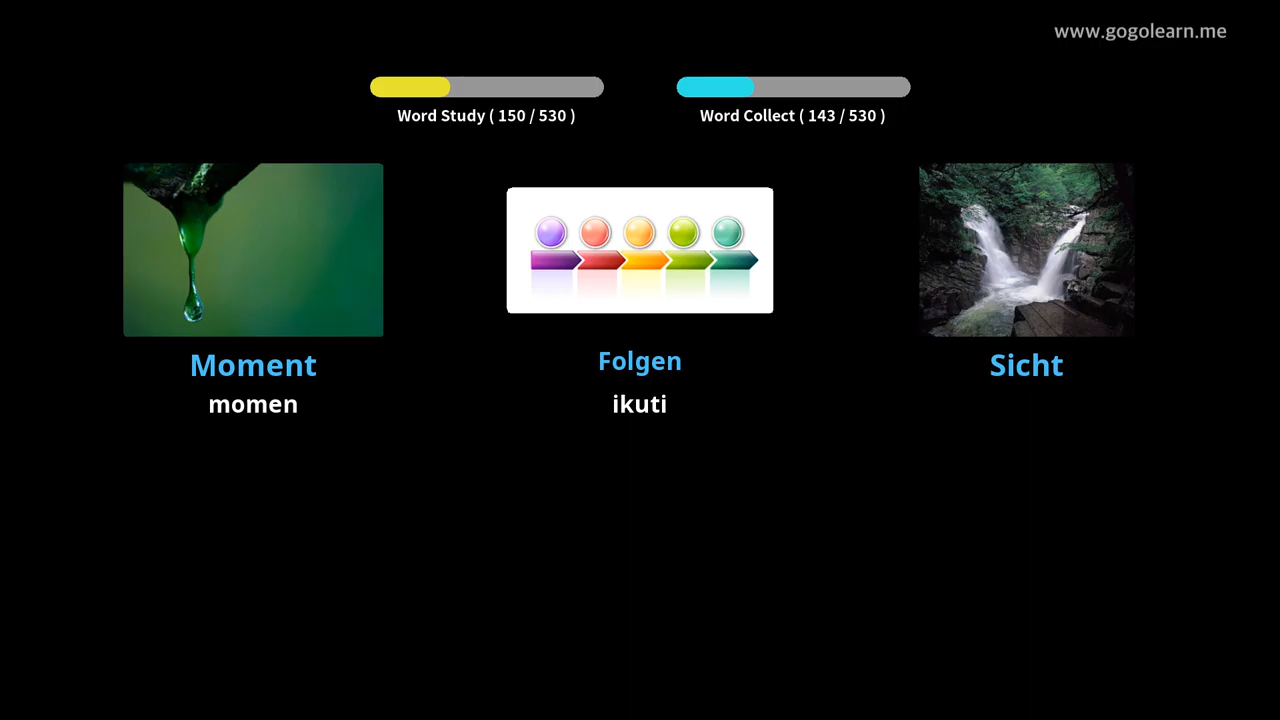 www.gogolearn.me
Word Study ( 150 / 530 )
Word Collect ( 143 / 530 )
Moment
momen
Folgen
ikuti
Sicht